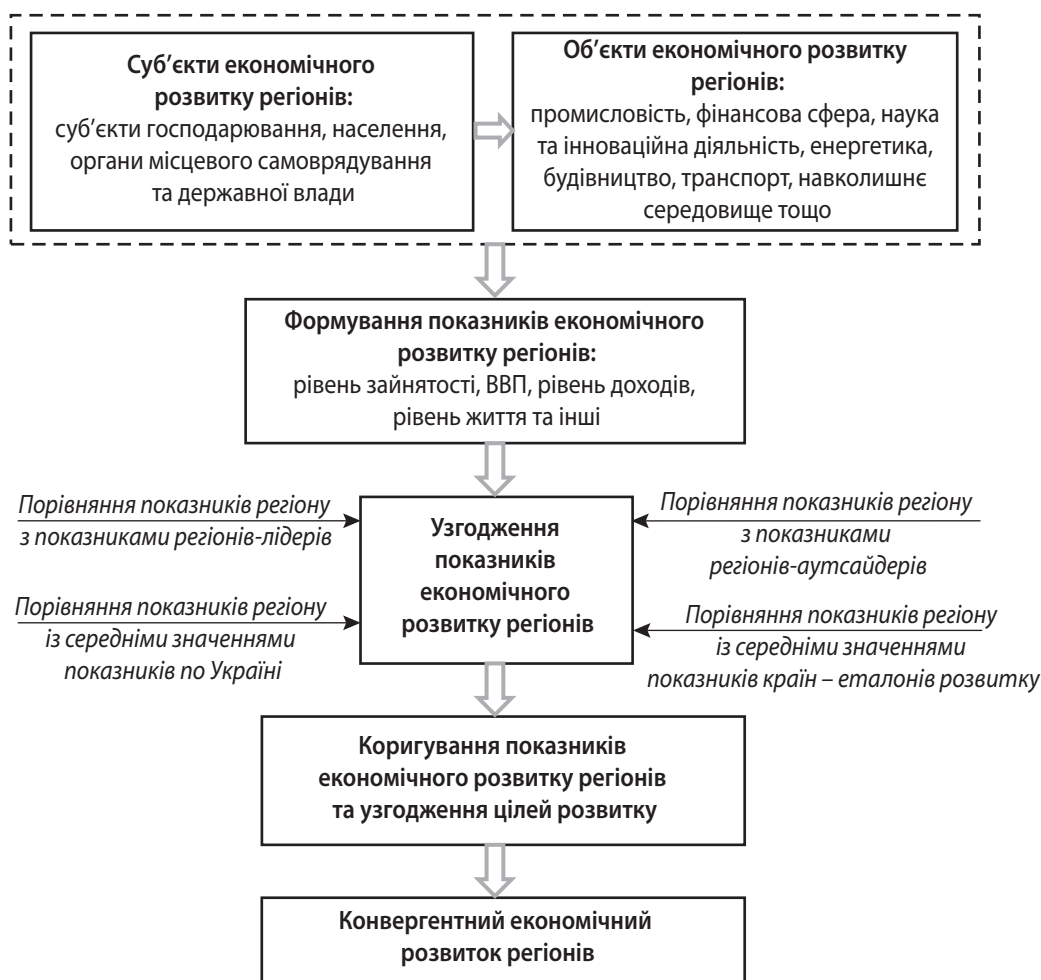 Суб’єкти економічного
розвитку регіонів:
суб’єкти господарювання, населення,
органи місцевого самоврядування
та державної влади
Об’єкти економічного розвитку
регіонів:
промисловість, фінансова сфера, наука
та інноваційна діяльність, енергетика,
будівництво, транспорт, навколишнє
середовище тощо
Формування показників економічного
розвитку регіонів:
рівень зайнятості, ВВП, рівень доходів,
рівень життя та інші
Порівняння показників регіону
з показниками регіонів-лідерів
Порівняння показників регіону
із середніми значеннями
показників по Україні
Узгодження
показників
економічного
розвитку регіонів
Порівняння показників регіону
з показниками
регіонів-аутсайдерів
Порівняння показників регіону
із середніми значеннями
показників країн – еталонів розвитку
Коригування показників
економічного розвитку регіонів
та узгодження цілей розвитку
Конвергентний економічний
розвиток регіонів